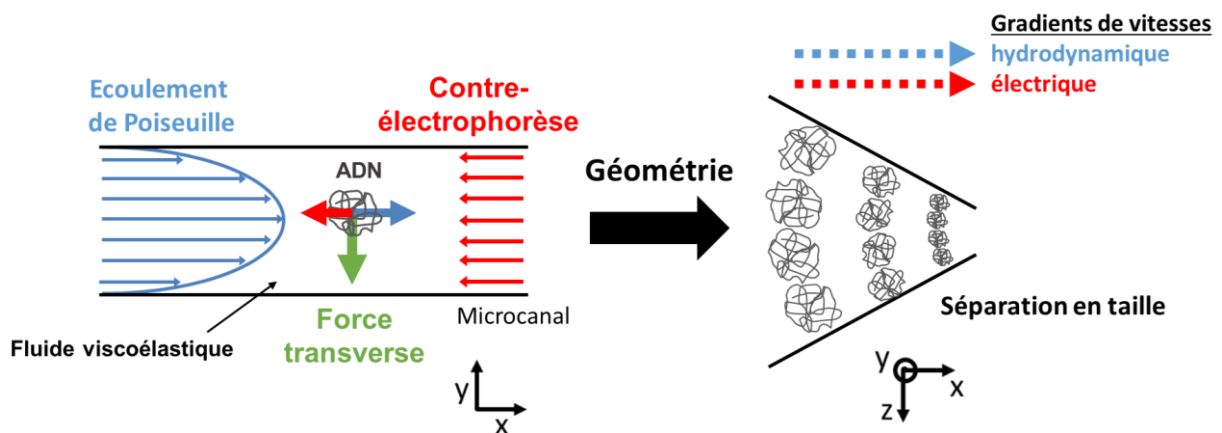 Ecoulement
de Poiseuille
Contre-
électrophorèse
ADN
Fluide viscoélastique
Force
transverse
Microcanal
y
x
Géométrie
Gradients de vitesses
hydrodynamique
électrique
Séparation en taille
y
x
z